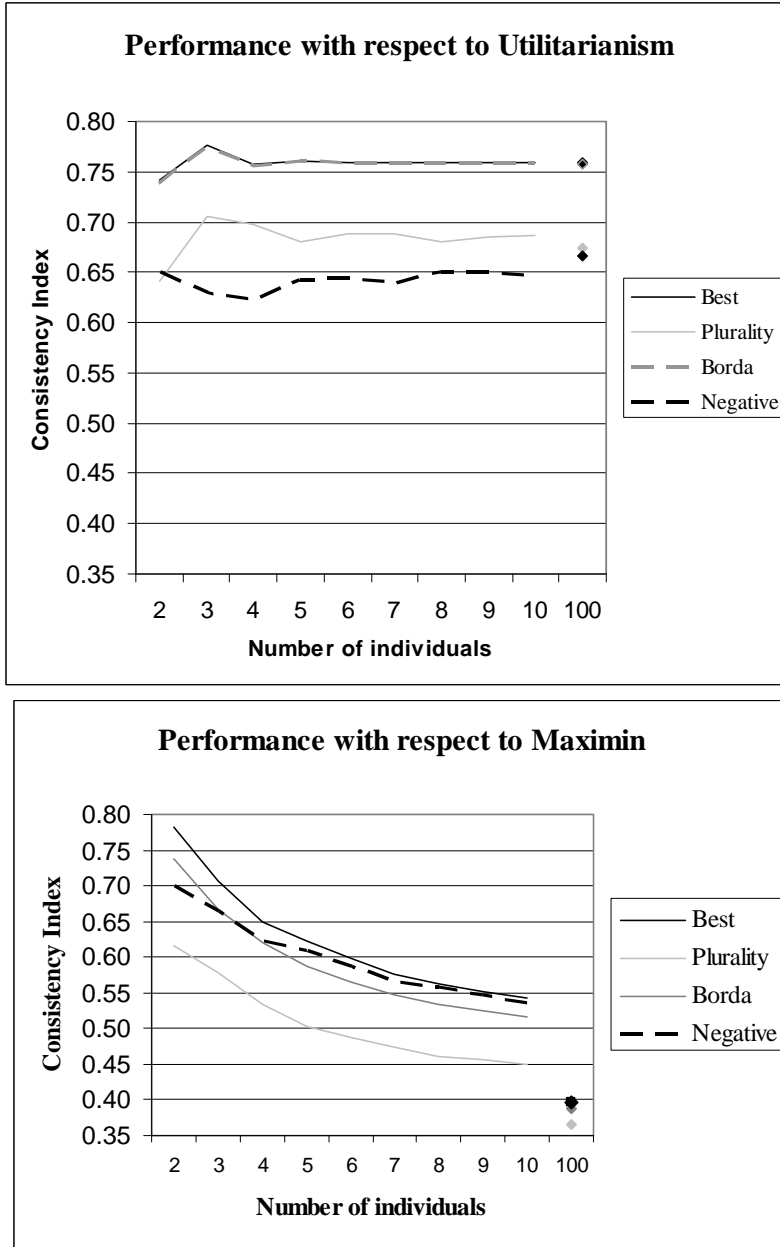 Performance with respect to Utilitarianism
0.80
0.75
0.70
0.65
0.60
0.55
0.50
0.45
0.40
0.35
Consistency Index
2 3 4 5 6 7 8 9 10 100
Number of individuals
Best
Plurality
Borda
Negative
Performance with respect to Maximin
0.80
0.75
0.70
0.65
0.60
0.55
0.50
0.45
0.40
0.35
Consistency Index
2 3 4 5 6 7 8 9 10 100
Number of individuals
Best
Plurality
Borda
Negative